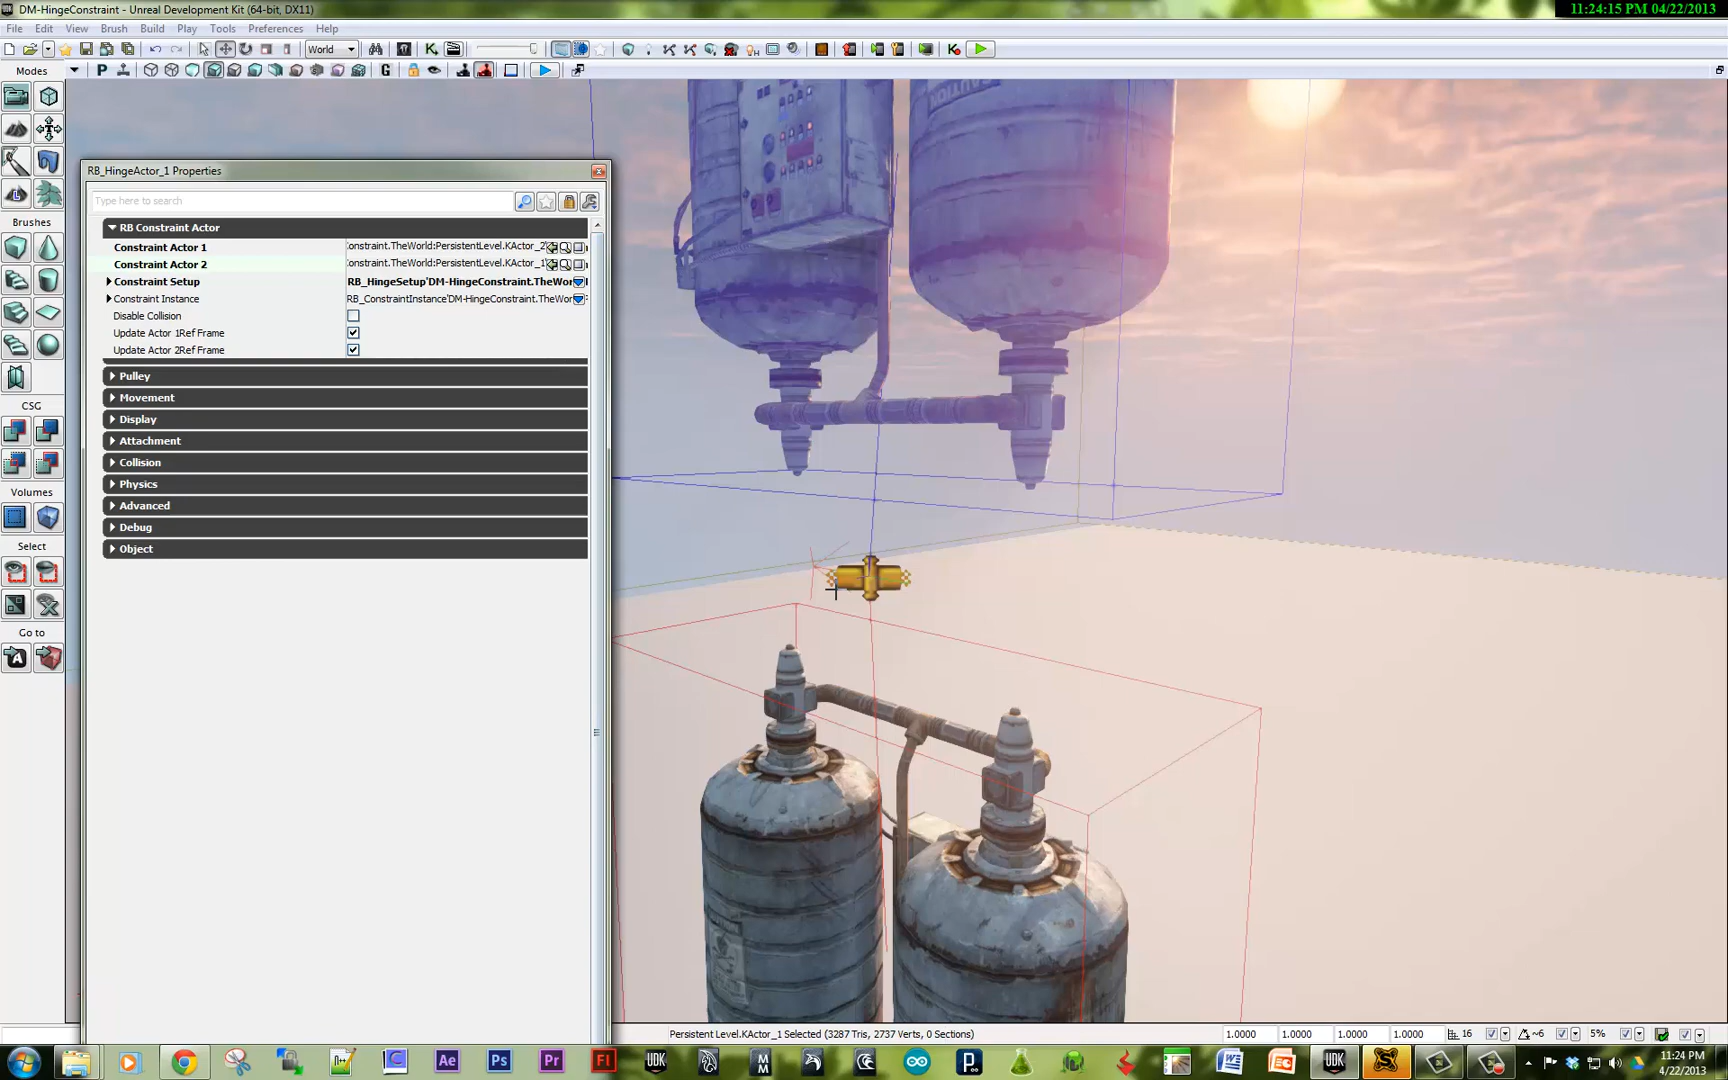 DM-HingeConstraint - Unreal Development Kit (64-bit, DX11)
11:24:15 PM 04/22/2013
File Edit View Brush Build Play Tools Preferences Help
World
Modes
P
G
RB_HingeActor_1 Properties
Type here to search
RB Constraint Actor
Constraint Actor 1
Constraint.TheWorld:PersistentLevel.KActor_2'
Constraint Actor 2
Constraint.TheWorld:PersistentLevel.KActor_1'
Constraint Setup
RB_HingeSetup'DM-HingeConstraint.TheWor
Constraint Instance
RB_ConstraintInstance'DM-HingeConstraint.TheWor
Disable Collision
Update Actor 1Ref Frame
Update Actor 2Ref Frame
Pulley
Movement
Display
Attachment
Collision
Physics
Advanced
Debug
Object
Brushes
CSG
Volumes
Select
Go to
CAUTION
Persistent Level.KActor_1 Selected (3287 Tris, 2737 Verts, 0 Sections)
1.0000 1.0000 1.0000 1.0000 16 ~6 5%
Ae Ps Pr Fl UDK
11:24 PM
4/22/2013